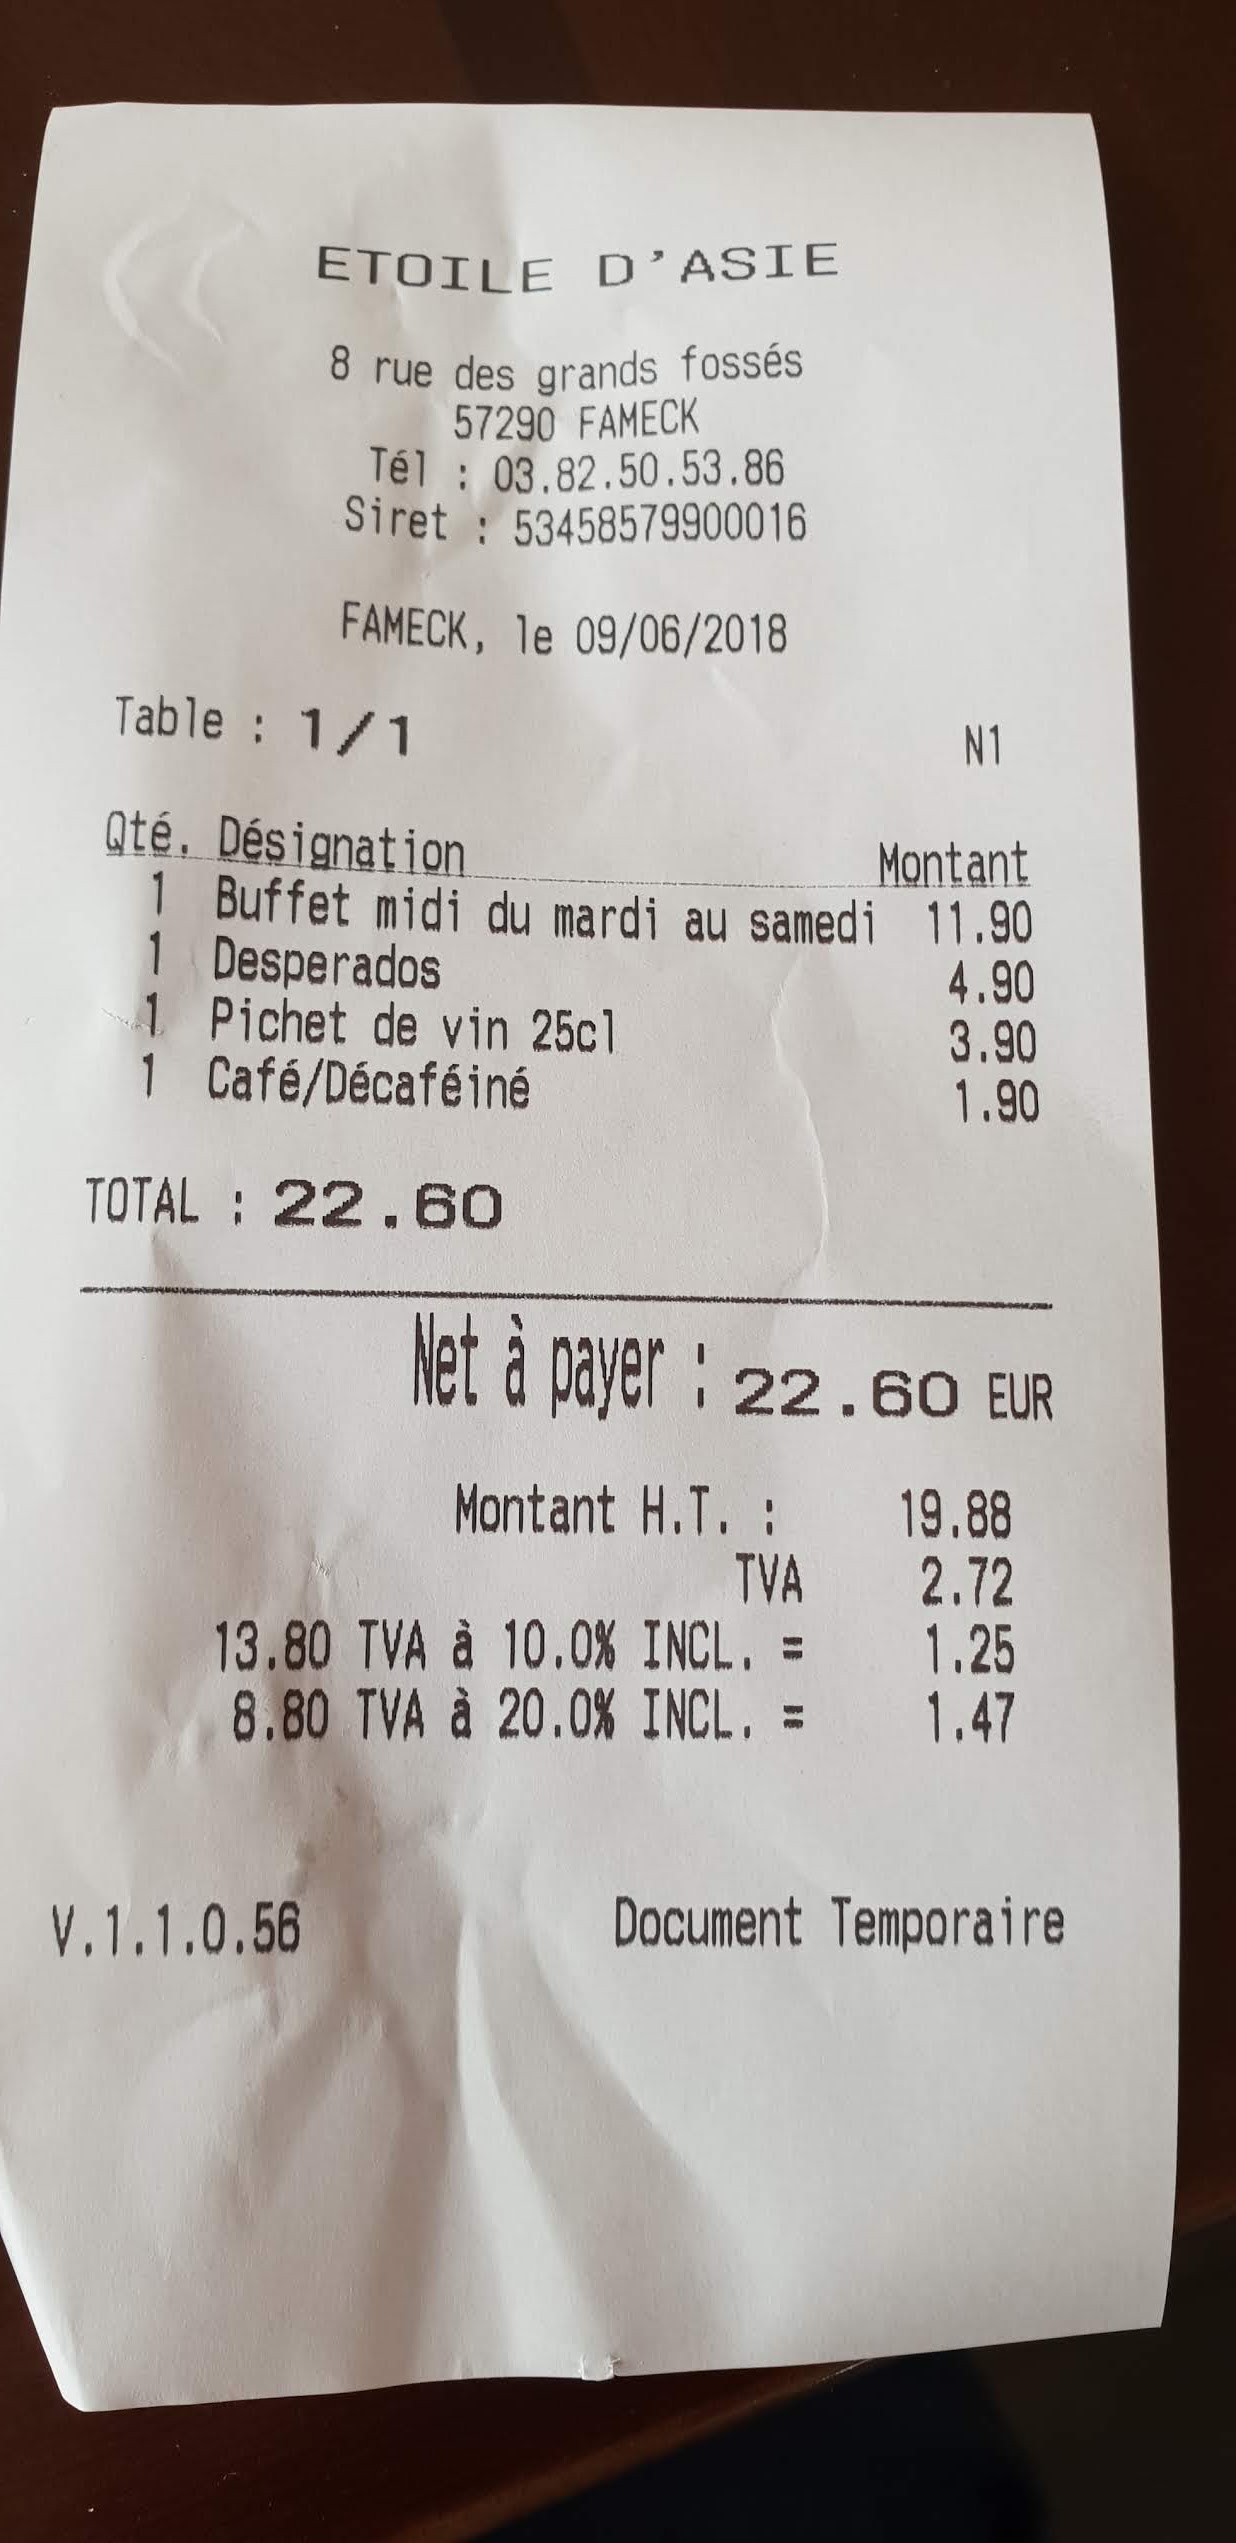 ETOILE D'ASIE
8 rue des grands fossés
57290 FAMECK
Tél : 03.82.50.53.86
Siret : 53458579900016
FAMECK, le 09/06/2018
Table : 1/1 N1
Qté. Désignation Montant
1 Buffet midi du mardi au samedi 11.90
1 Desperados 4.90
1 Pichet de vin 25cl 3.90
1 Café/Décaféiné 1.90
TOTAL : 22.60
Net à payer : 22.60 EUR
Montant H.T. : 19.88
TVA 2.72
13.80 TVA à 10.0% INCL. = 1.25
8.80 TVA à 20.0% INCL. = 1.47
V.1.1.0.56 Document Temporaire